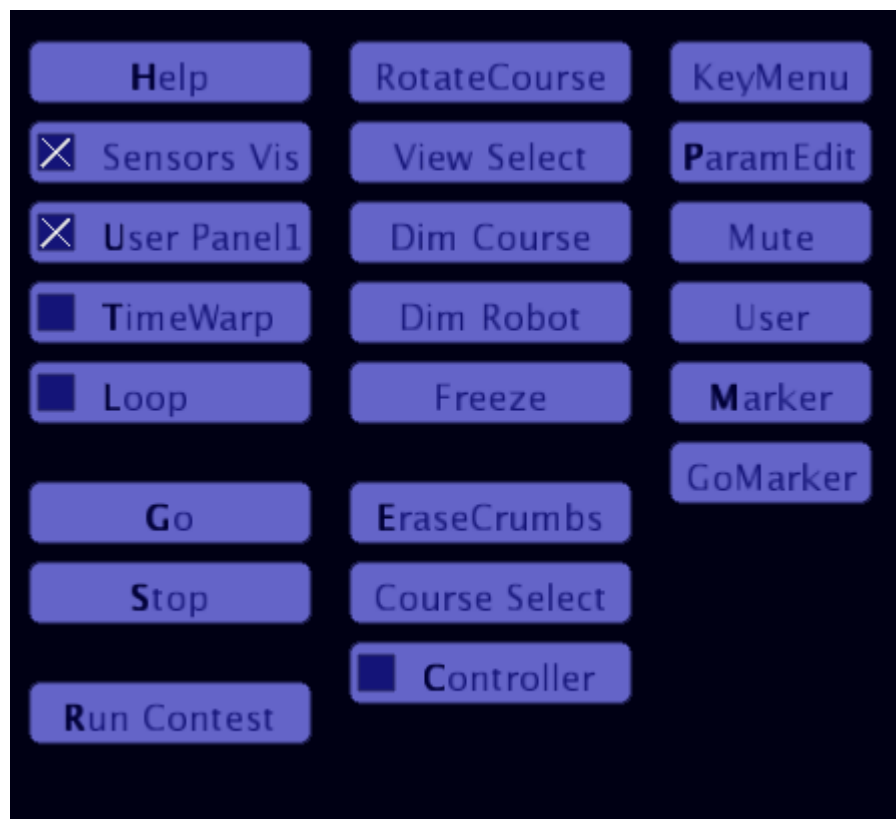 Help
Sensors Vis
User Panel1
TimeWarp
Loop
Go
Stop
Run Contest
RotateCourse
View Select
Dim Course
Dim Robot
Freeze
EraseCrumbs
Course Select
Controller
KeyMenu
ParamEdit
Mute
User
Marker
GoMarker